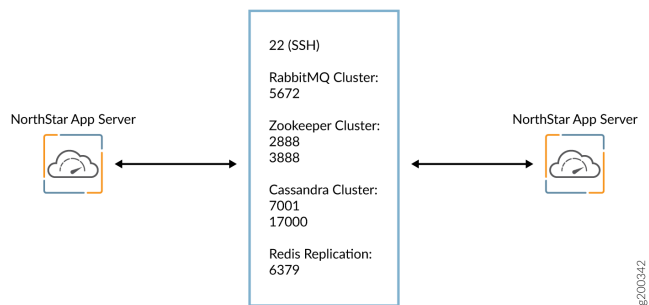 22 (SSH)
RabbitMQ Cluster:
5672
NorthStar App Server
NorthStar App Server
Zookeeper Cluster:
2888
3888
Cassandra Cluster:
7001
17000
Redis Replication:
6379
g200342